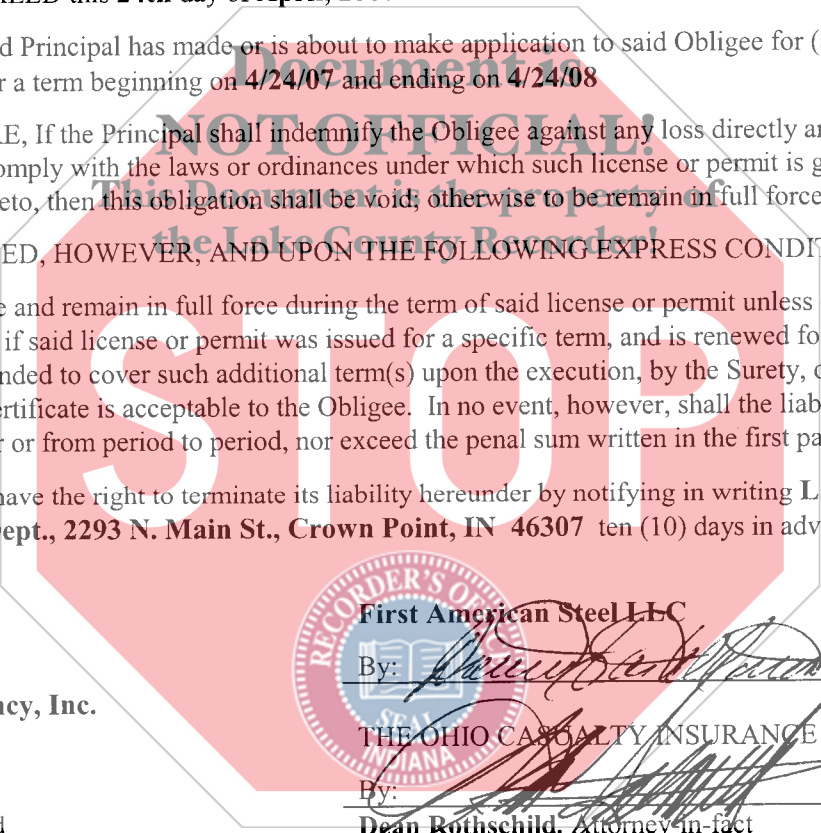 this 24th day of April,
d Principal has made or is about to make application to said Obligee for (
r a term beginning on 4/24/07 and ending on 4/24/08
Document is
NOT OFFICIAL!
This Document is the property of
the Lake County Recorder!
RE, If the Principal shall indemnify the Obligee against any loss directly ar
omply with the laws or ordinances under which such license or permit is g
eto, then this obligation shall be void; otherwise to be remain in full force
ED, HOWEVER, AND UPON THE FOLLOWING EXPRESS CONDIT
e and remain in full force during the term of said license or permit unless
if said license or permit was issued for a specific term, and is renewed fo
nded to cover such additional term(s) upon the execution, by the Surety, o
ertificate is acceptable to the Obligee. In no event, however, shall the liab
r or from period to period, nor exceed the penal sum written in the first pa
STOP
have the right to terminate its liability hereunder by notifying in writing L
ept., 2293 N. Main St., Crown Point, IN 46307 ten (10) days in adv
RECORDER'S OFFICE
SEAL
INDIANA
First American Steel LLC
By:
ncy, Inc.
THE OHIO CASUALTY INSURANCE
By:
d
Dean Rothschild, Attorney-in-fact